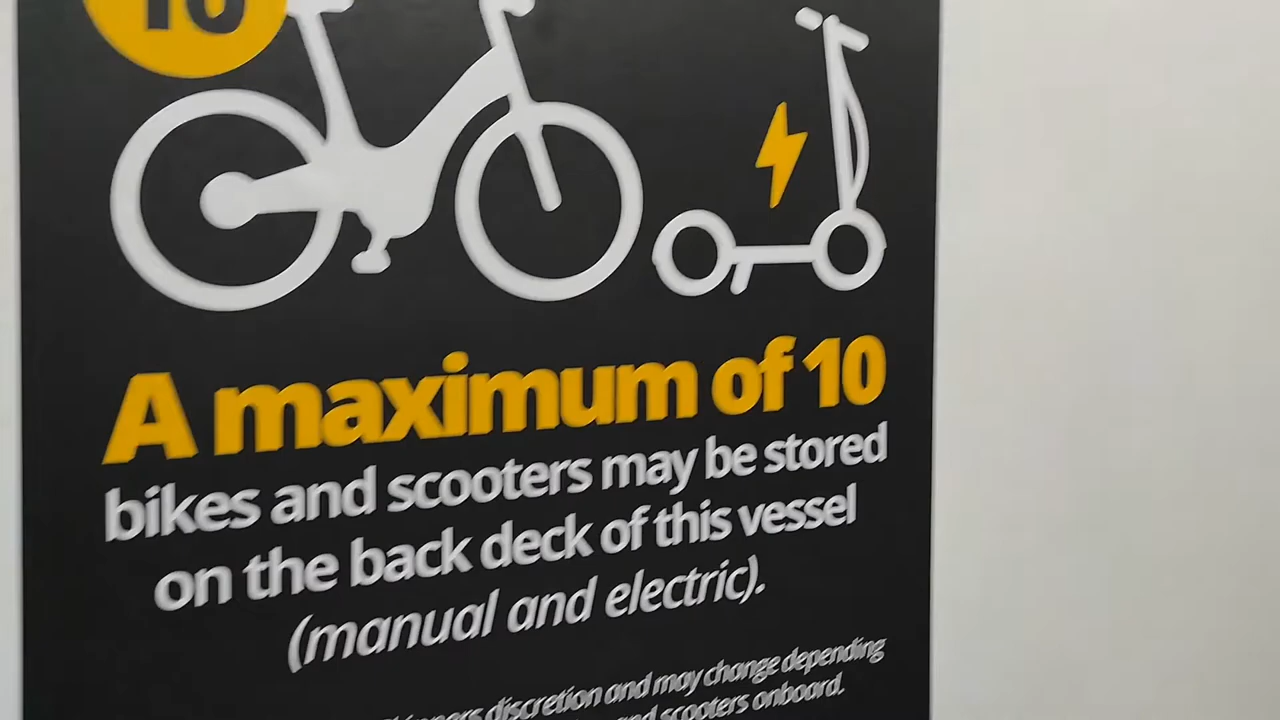 10
A maximum of 10
bikes and scooters may be stored
on the back deck of this vessel
(manual and electric).
discretion and may change depending
and scooters onboard.